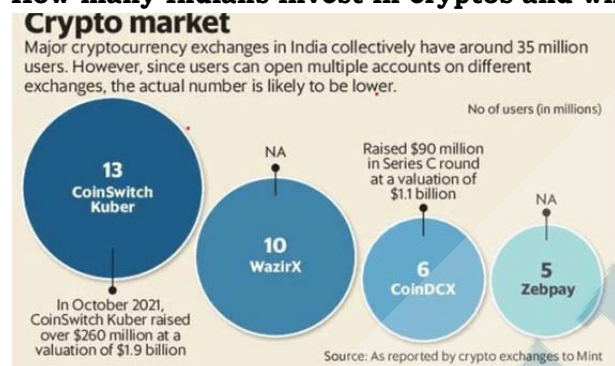 Crypto market
Major cryptocurrency exchanges in India collectively have around 35 million
users. However, since users can open multiple accounts on different
exchanges, the actual number is likely to be lower.
No of users (in millions)
13
CoinSwitch
Kuber
In October 2021,
CoinSwitch Kuber raised
over $260 million at a
valuation of $1.9 billion
NA
10
WazirX
Raised $90 million
in Series C round
at a valuation of
$1.1 billion
6
CoinDCX
NA
5
Zebpay
Source: As reported by crypto exchanges to Mint